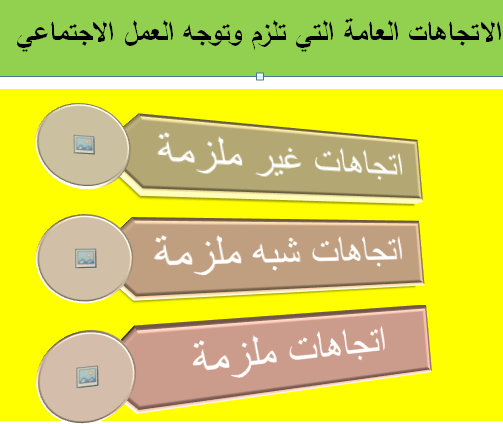 الاتجاهات العامة التي تلزم وتوجه العمل الاجتماعي
اتجاهات غير ملزمة
اتجاهات شبه ملزمة
اتجاهات ملزمة